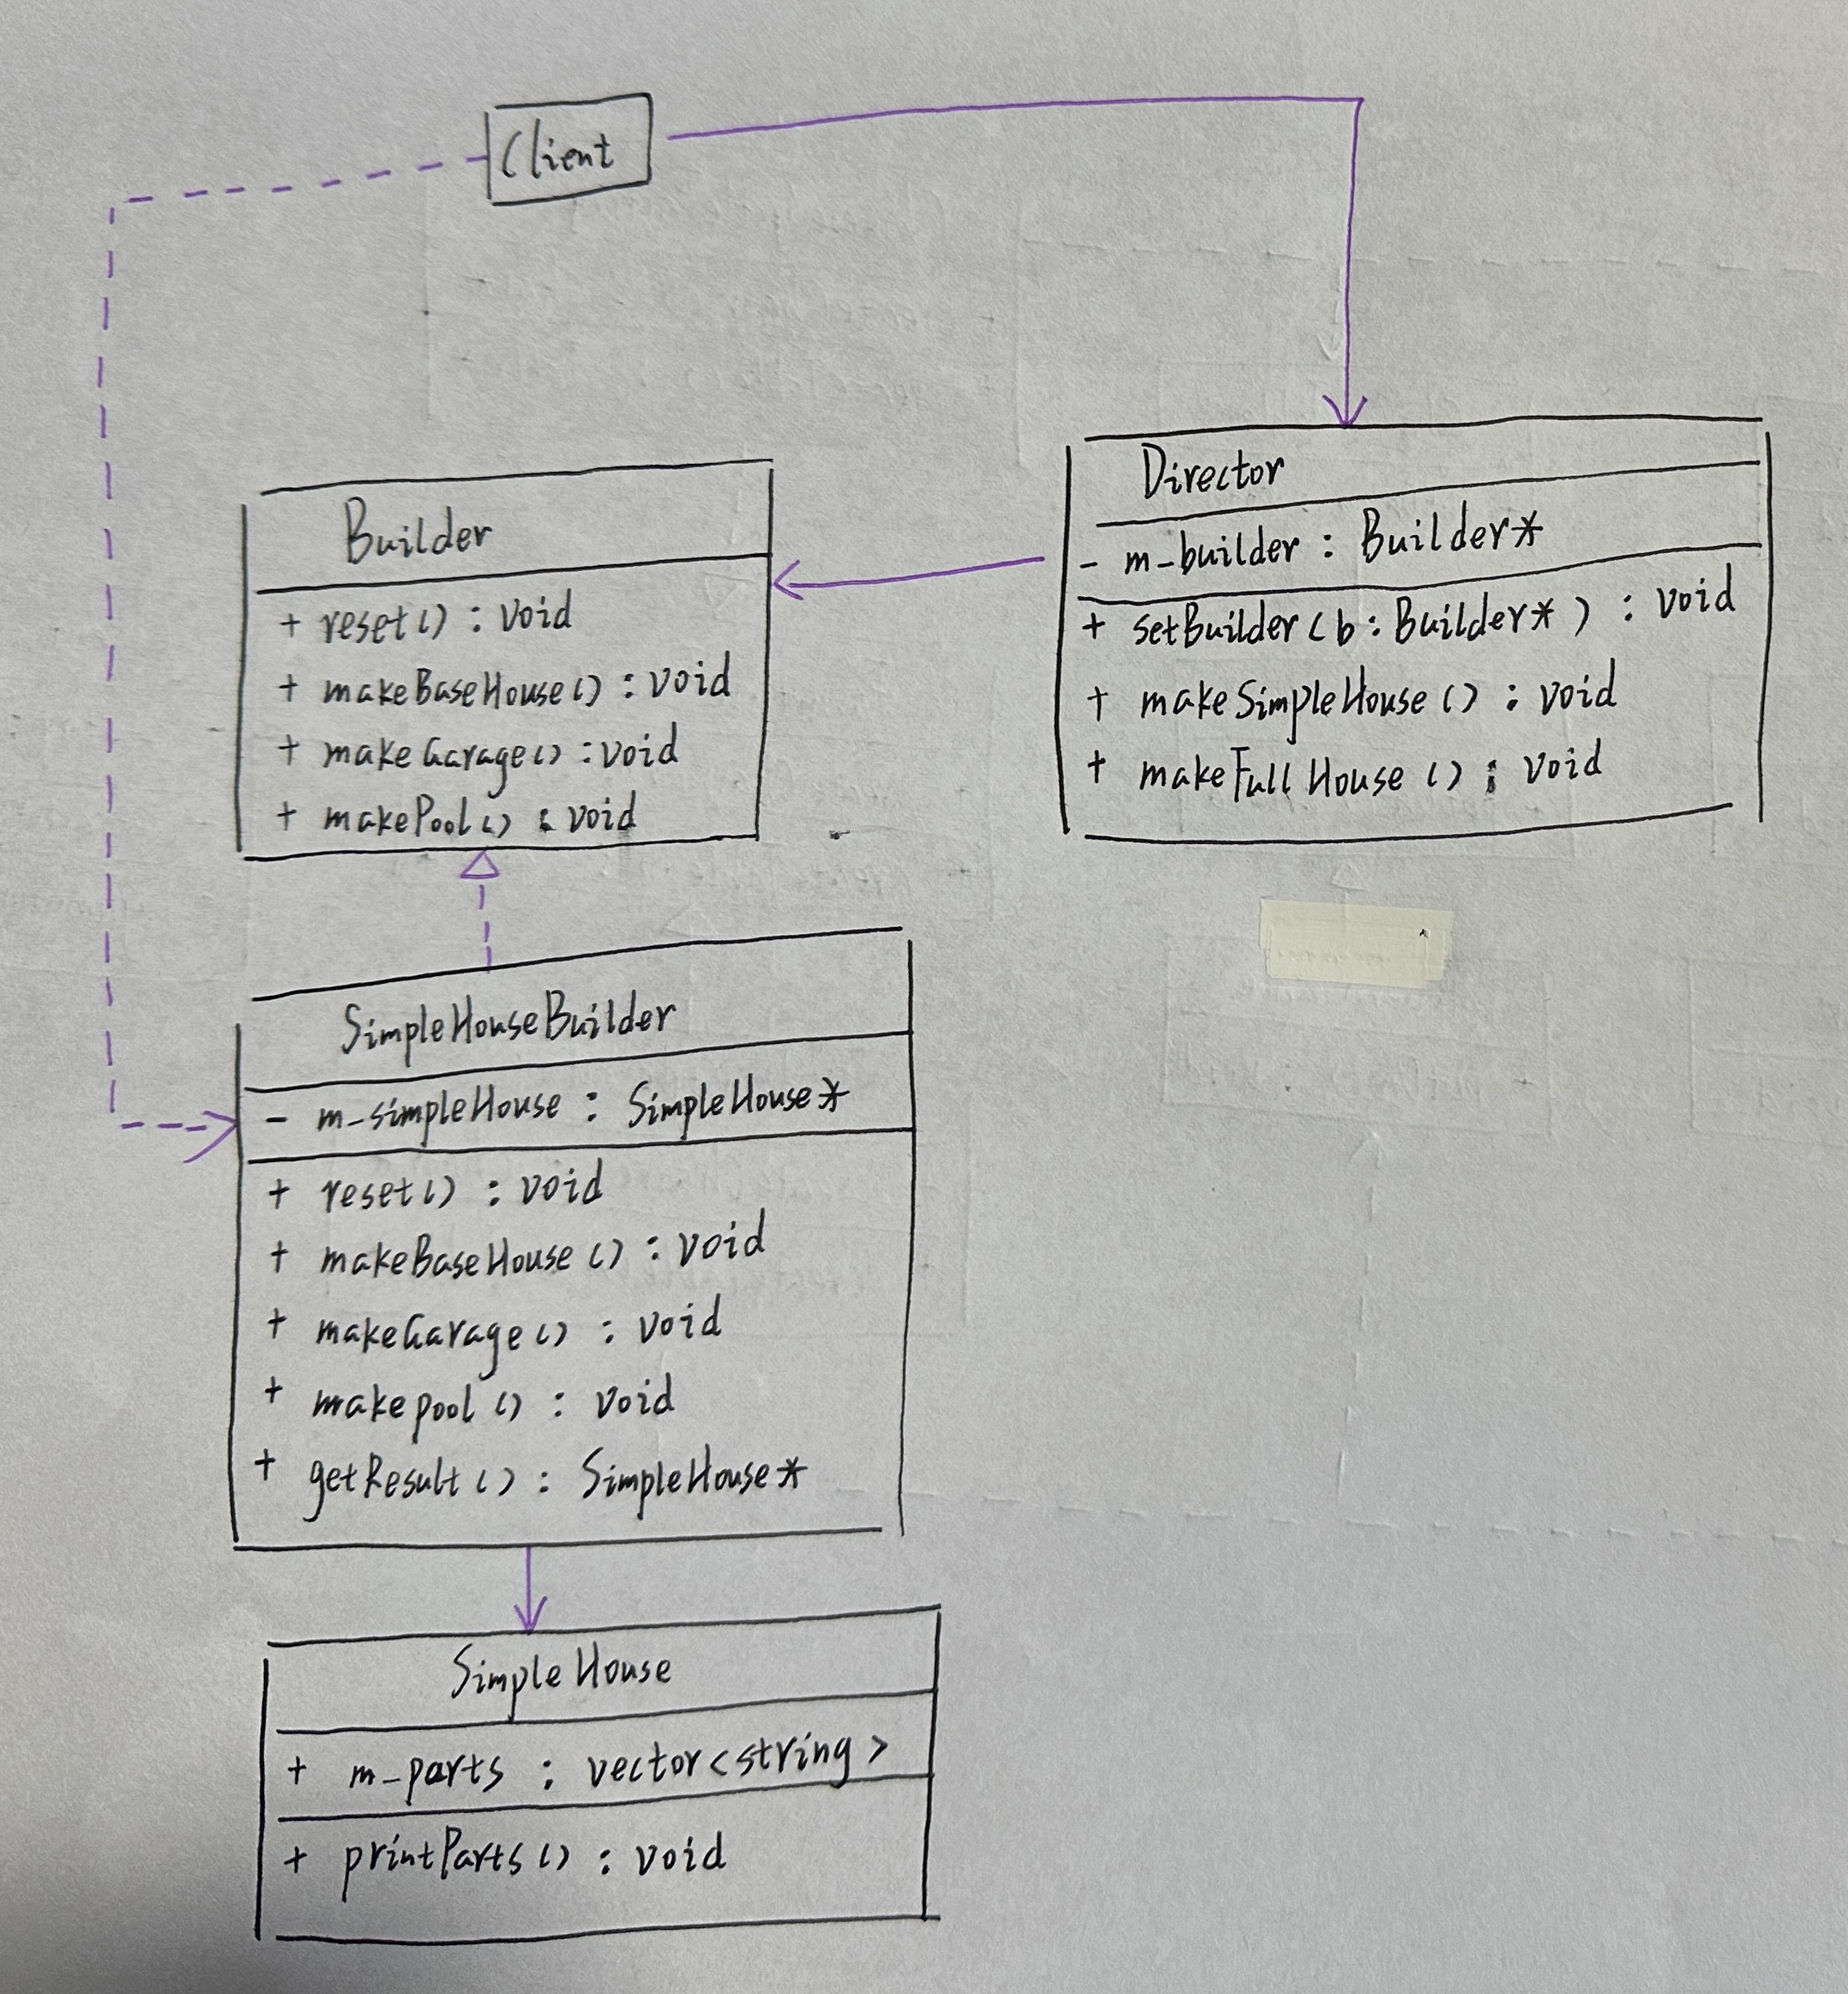 Client
Builder
+ reset() : void
+ makeBaseHouse() : void
+ makeGarage() : void
+ makePool() : void
Director
- m_builder : Builder*
+ setBuilder(b : Builder*) : void
+ makeSimpleHouse() : void
+ makeFullHouse() : void
SimpleHouseBuilder
- m_simpleHouse : SimpleHouse*
+ reset() : void
+ makeBaseHouse() : void
+ makeGarage() : void
+ makepool() : void
+ getResult() : SimpleHouse*
SimpleHouse
+ m_parts : vector<string>
+ printParts() : void